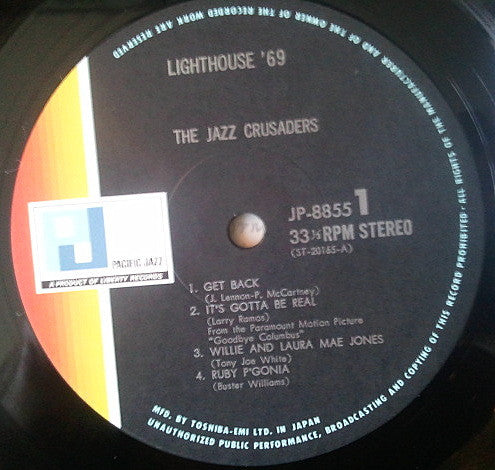 ALL RIGHTS OF THE MANUFACTURER AND OF THE OWNER OF THE RECORDED WORK ART RESERVED
LIGHTHOUSE '69
THE JAZZ CRUSADERS
JP-8855 1
33⅓ RPM STEREO
(ST-20165-A)
J
PACIFIC JAZZ
A PRODUCT OF LIBERTY RECORDS
1. GET BACK
(J. Lennon-P. McCartney)
2. IT'S GOTTA BE REAL
(Larry Ramos)
From the Paramount Motion Picture
"Goodbye Columbus"
3. WILLIE AND LAURA MAE JONES
(Tony Joe White)
4. RUBY P'GONIA
(Buster Williams)
MFD. BY TOSHIBA-EMI LTD. IN JAPAN
UNAUTHORIZED PUBLIC PERFORMANCE, BROADCASTING AND COPYING OF THIS RECORD PROHIBITED